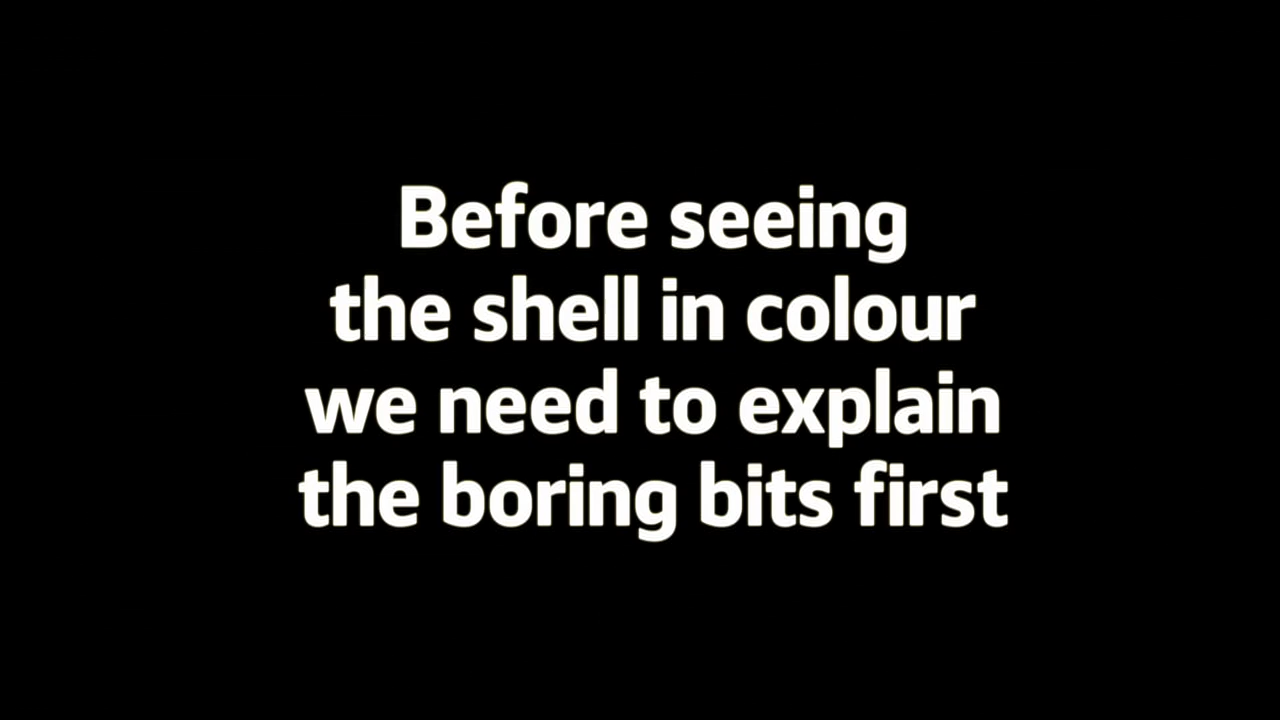 Before seeing
the shell in colour
we need to explain
the boring bits first